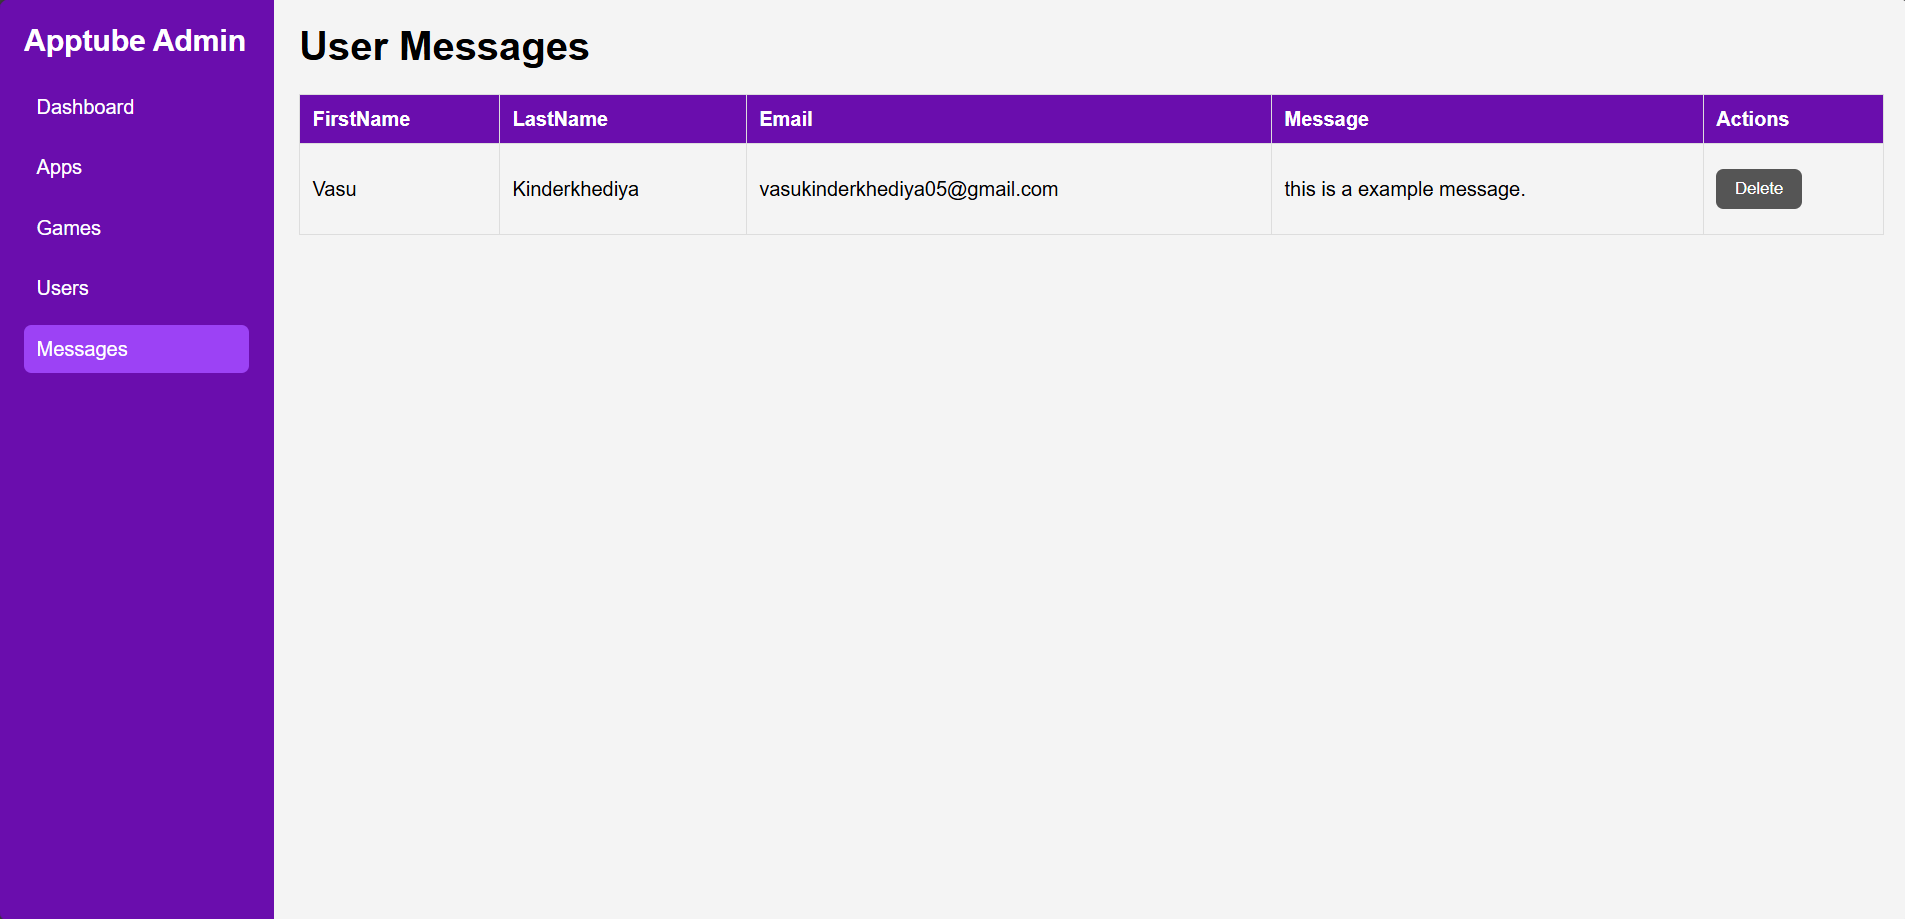 Apptube Admin
Dashboard
Apps
Games
Users
Messages
User Messages
FirstName LastName Email Message Actions
Vasu Kinderkhediya vasukinderkhediya05@gmail.com this is a example message. Delete